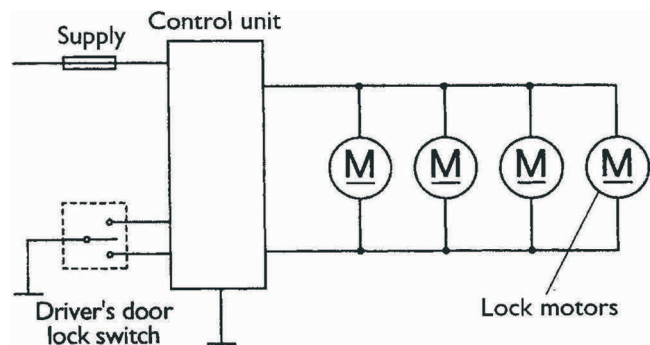 Control unit
Supply
M M M M
Driver's door
lock switch
Lock motors